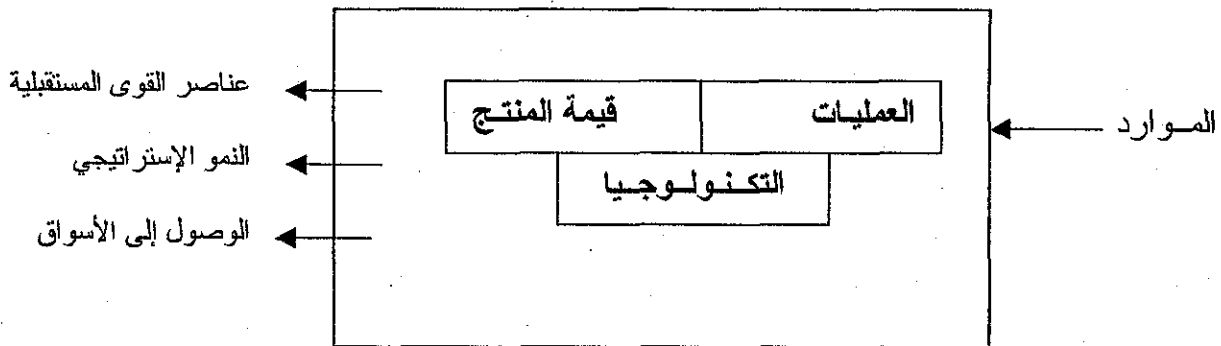 الموارد
العمليات
قيمة المنتج
التكنولوجيا
عناصر القوى المستقبلية
النمو الإستراتيجي
الوصول إلى الأسواق